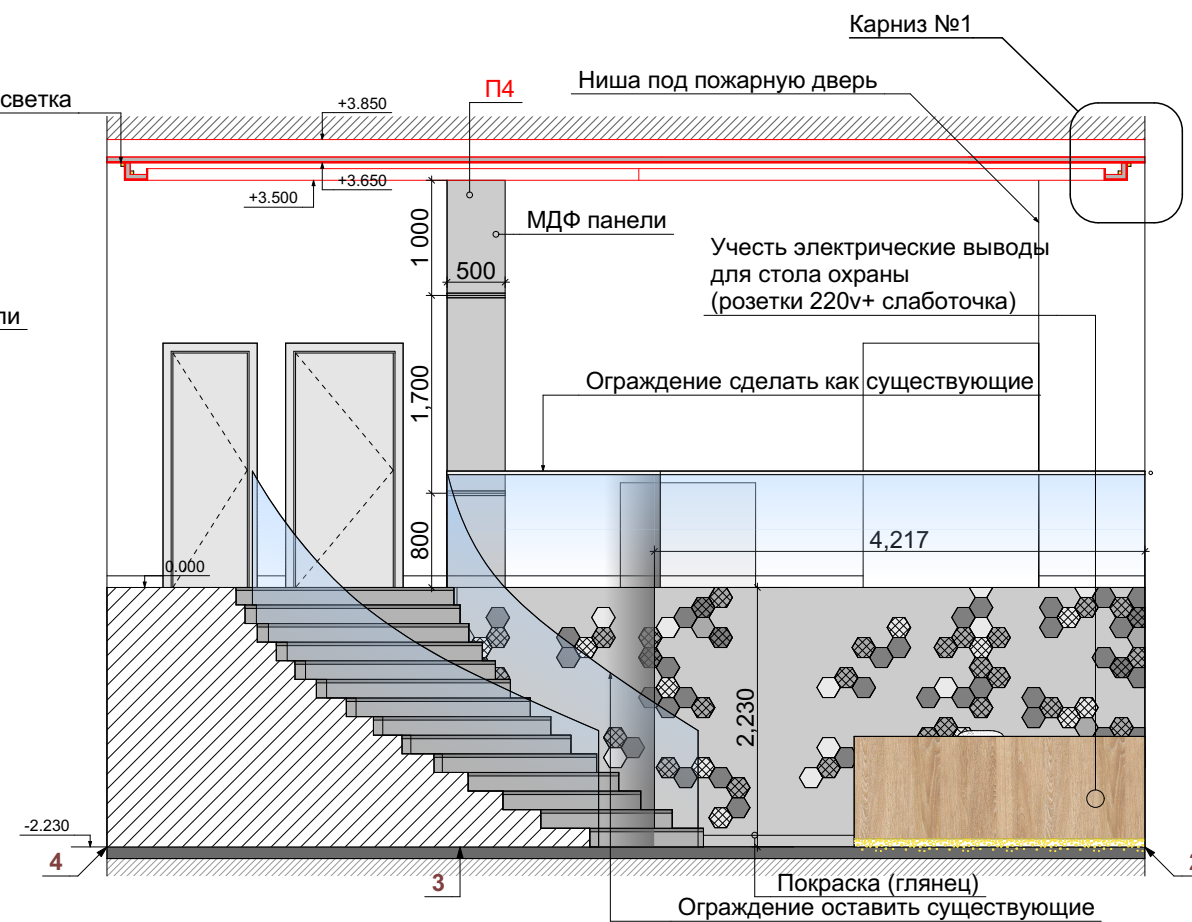 Карниз №1
Ниша под пожарную дверь
П4
светка
+3.850
+3.650
+3.500
1 000
МДФ панели
500
Учесть электрические выводы
для стола охраны
(розетки 220v+ слаботочка)
ли
Ограждение сделать как существующие
1,700
800
4,217
0.000
2,230
-2.230
4
3
2
Покраска (глянец)
Ограждение оставить существующие